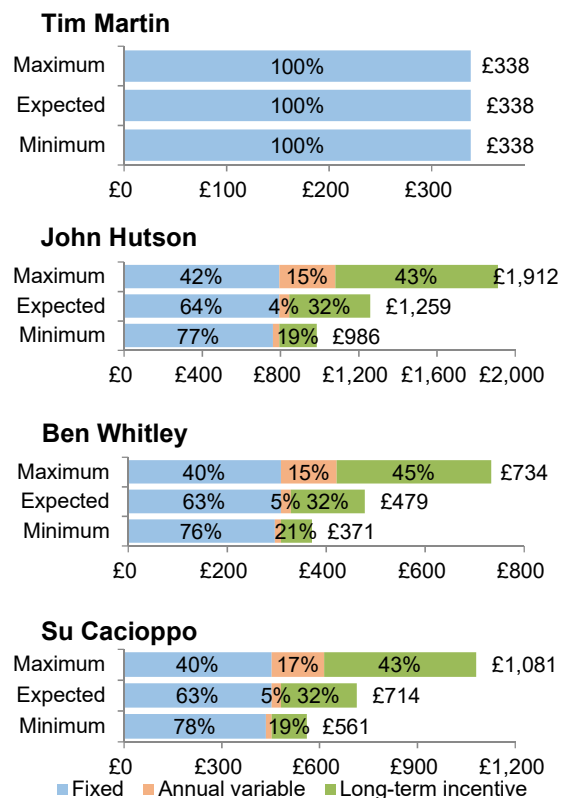 Tim Martin
Maximum 100% £338
Expected 100% £338
Minimum 100% £338
£0 £100 £200 £300
John Hutson
Maximum 42% 15% 43% £1,912
Expected 64% 4% 32% £1,259
Minimum 77% 19% £986
£0 £400 £800 £1,200 £1,600 £2,000
Ben Whitley
Maximum 40% 15% 45% £734
Expected 63% 5% 32% £479
Minimum 76% 21% £371
£0 £200 £400 £600 £800
Su Cacioppo
Maximum 40% 17% 43% £1,081
Expected 63% 5% 32% £714
Minimum 78% 19% £561
£0 £300 £600 £900 £1,200
Fixed Annual variable Long-term incentive